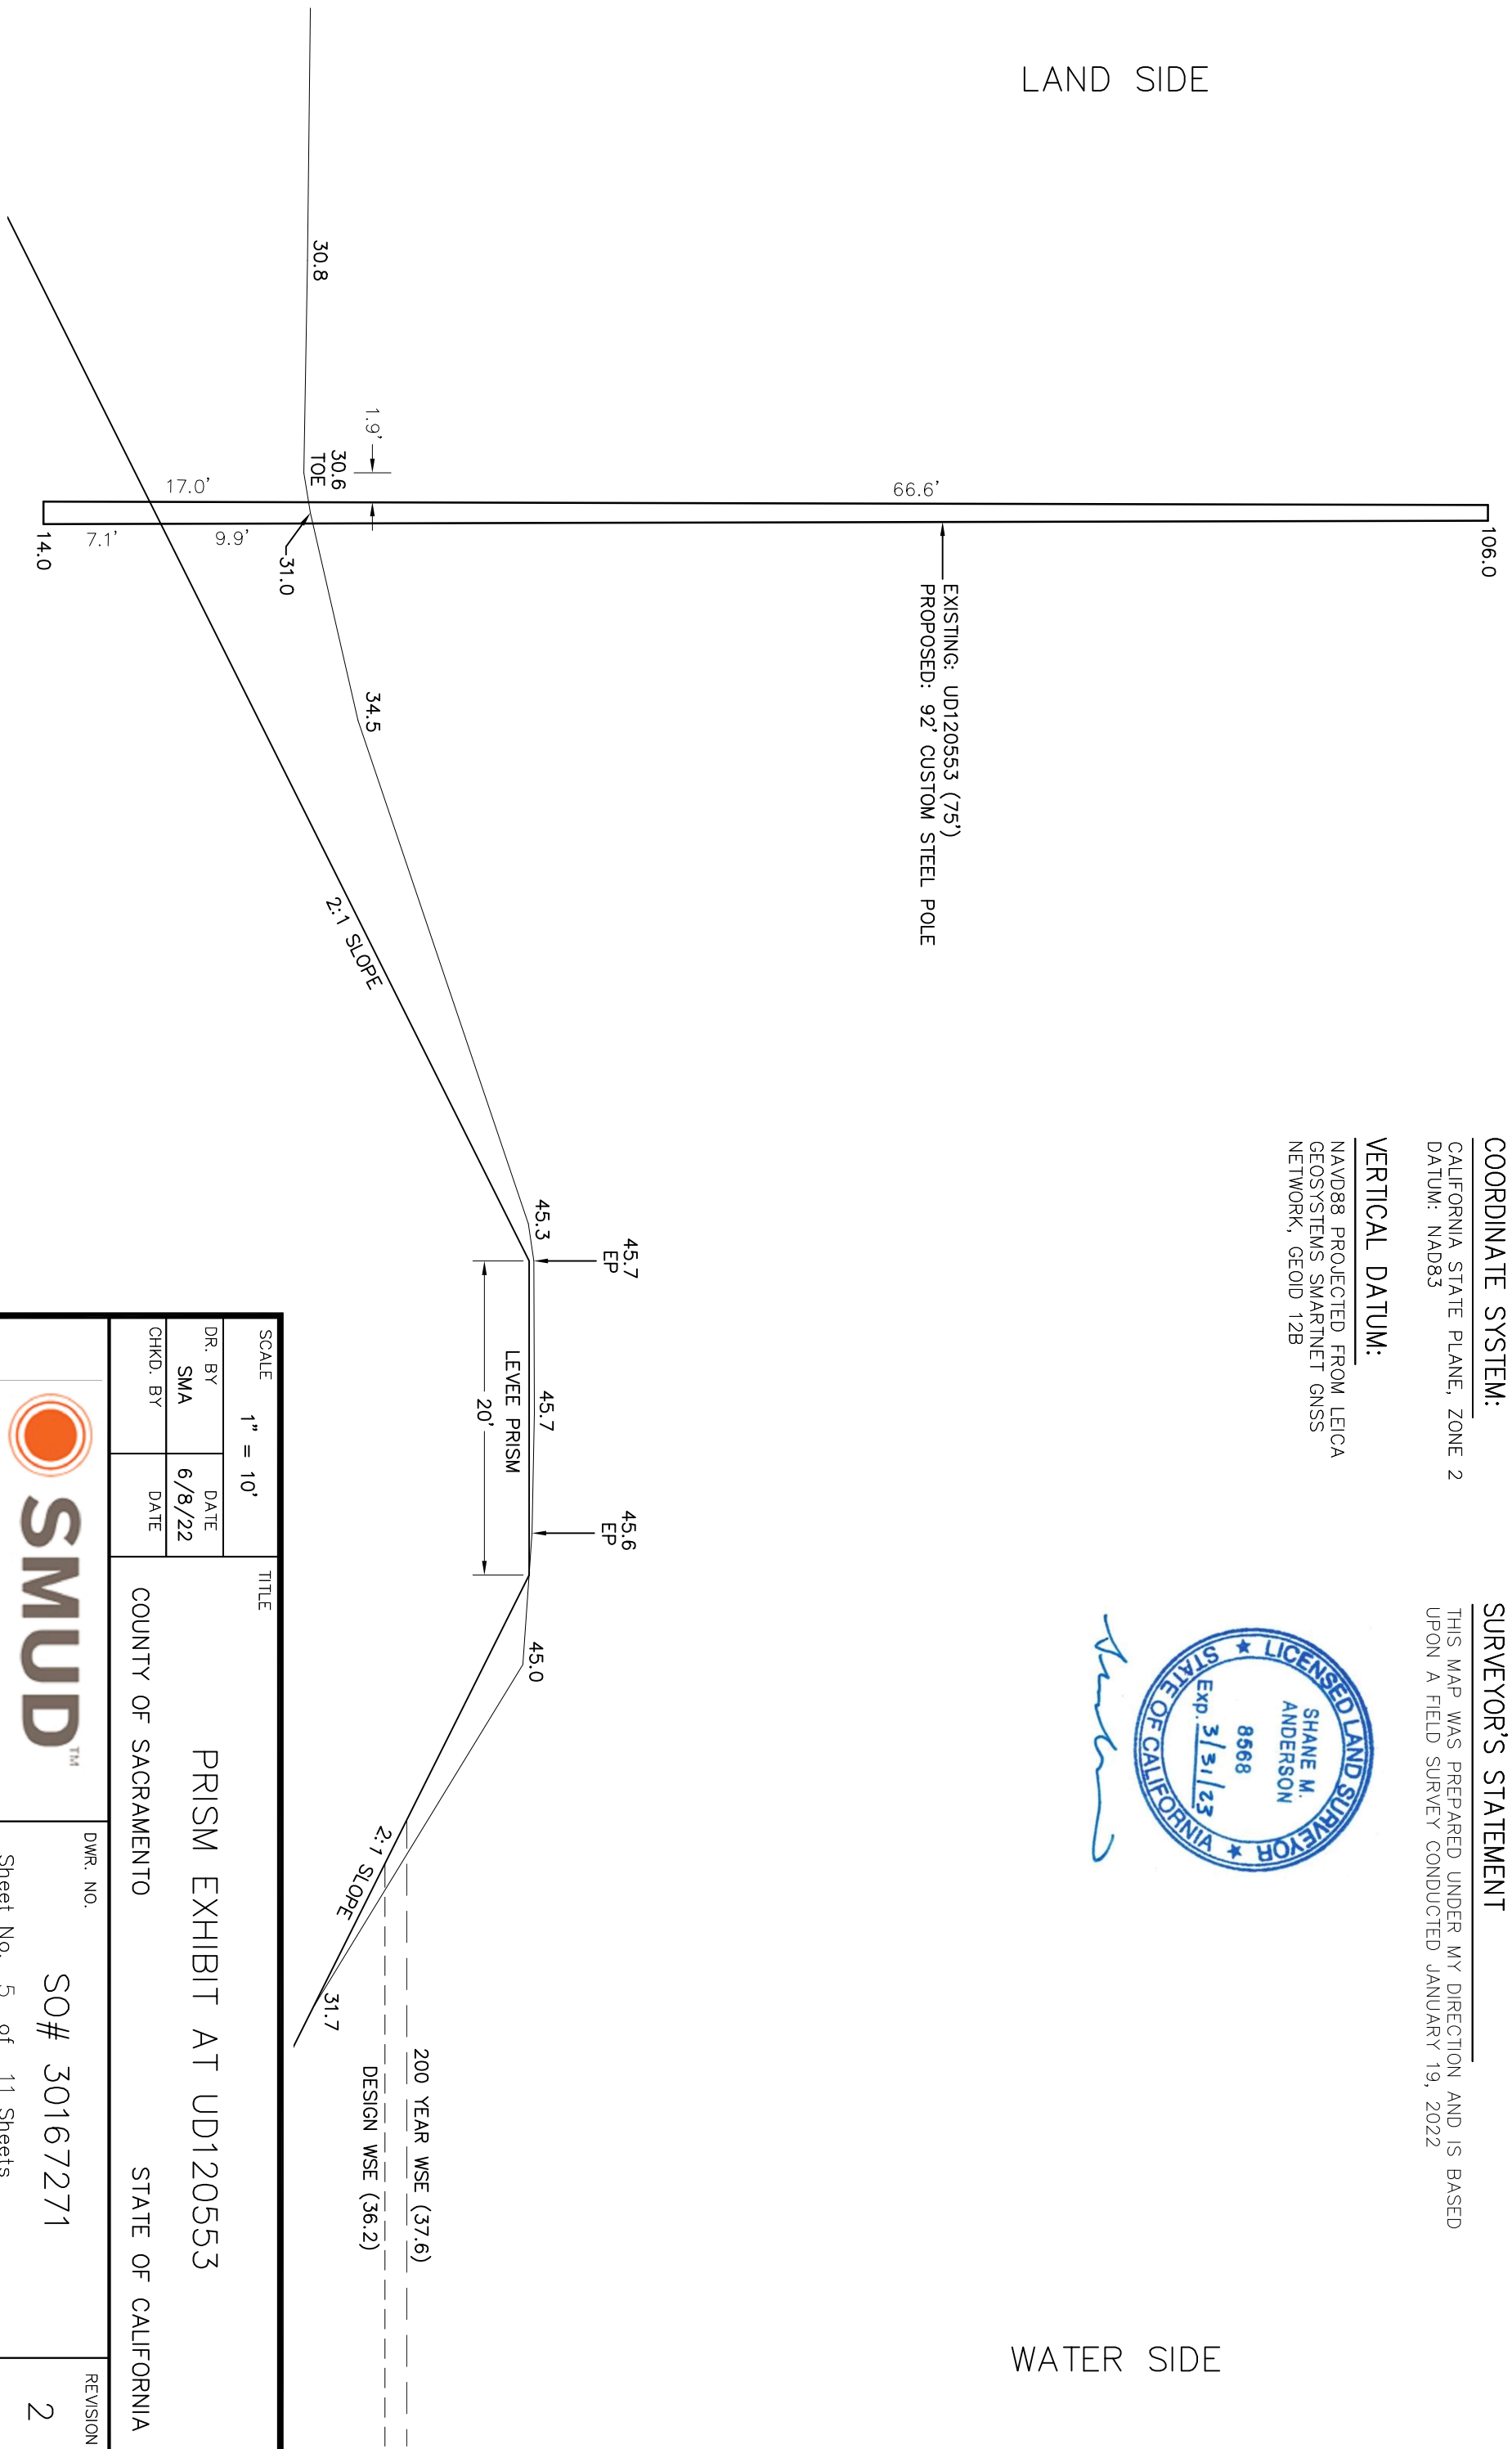 LAND SIDE
WATER SIDE
COORDINATE SYSTEM:
CALIFORNIA STATE PLANE, ZONE 2
DATUM: NAD83
VERTICAL DATUM:
NAVD88 PROJECTED FROM LEICA
GEOSYSTEMS SMARTNET GNSS
NETWORK, GEOID 12B
SURVEYOR'S STATEMENT
THIS MAP WAS PREPARED UNDER MY DIRECTION AND IS BASED
UPON A FIELD SURVEY CONDUCTED JANUARY 19, 2022
LICENSED LAND SURVEYOR
SHANE M.
ANDERSON
8568
Exp. 3/31/23
STATE OF CALIFORNIA
106.0
66.6'
EXISTING: UD120553 (75')
PROPOSED: 92' CUSTOM STEEL POLE
30.8
1.9'
30.6
TOE
31.0
17.0'
9.9'
7.1'
14.0
34.5
2:1 SLOPE
45.3
45.7
EP
45.7
LEVEE PRISM
20'
45.6
EP
45.0
2:1 SLOPE
31.7
200 YEAR WSE (37.6)
DESIGN WSE (36.2)
SCALE
1" = 10'
DR. BY
SMA
DATE
6/8/22
CHKD. BY
DATE
TITLE
PRISM EXHIBIT AT UD120553
COUNTY OF SACRAMENTO
STATE OF CALIFORNIA
SMUD™
DWR. NO.
SO# 30167271
Sheet No. 5 of 11 Sheets
REVISION
2